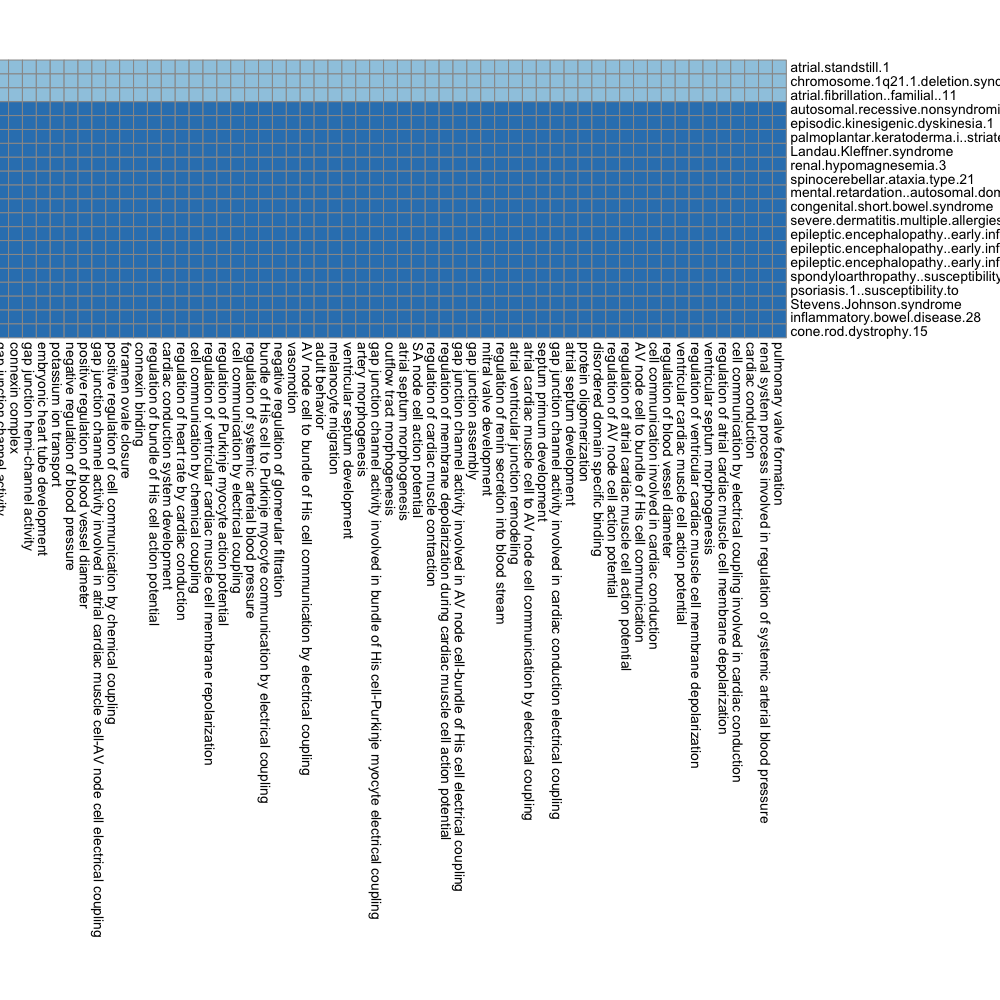 atrial.standstill.1
chromosome.1q21.1.deletion.sync
atrial.fibrillation..familial..11
autosomal.recessive.nonsyndromi
episodic.kinesigenic.dyskinesia.1
palmoplantar.keratoderma.i..striate
Landau.Kleffner.syndrome
renal.hypomagnesemia.3
spinocerebellar.ataxia.type.21
mental.retardation..autosomal.dom
congenital.short.bowel.syndrome
severe.dermatitis.multiple.allergies
epileptic.encephalopathy..early.inf
epileptic.encephalopathy..early.inf
epileptic.encephalopathy..early.inf
spondyloarthropathy..susceptibility
psoriasis.1..susceptibility.to
Stevens.Johnson.syndrome
inflammatory.bowel.disease.28
cone.rod.dystrophy.15
gap junction channel activity
connexin complex
gap junction hemi-channel activity
embryonic heart tube development
potassium ion transport
negative regulation of blood pressure
positive regulation of blood vessel diameter
gap junction channel activity involved in atrial cardiac muscle cell-AV node cell electrical coupling
positive regulation of cell communication by chemical coupling
foramen ovale closure
connexin binding
regulation of bundle of His cell action potential
cardiac conduction system development
regulation of heart rate by cardiac conduction
cell communication by chemical coupling
regulation of ventricular cardiac muscle cell membrane repolarization
regulation of Purkinje myocyte action potential
cell communication by electrical coupling
regulation of systemic arterial blood pressure
bundle of His cell to Purkinje myocyte communication by electrical coupling
negative regulation of glomerular filtration
vasomotion
AV node cell to bundle of His cell communication by electrical coupling
adult behavior
melanocyte migration
ventricular septum development
artery morphogenesis
gap junction channel activity involved in bundle of His cell-Purkinje myocyte electrical coupling
outflow tract morphogenesis
atrial septum morphogenesis
SA node cell action potential
regulation of cardiac muscle contraction
regulation of membrane depolarization during cardiac muscle cell action potential
gap junction channel activity involved in AV node cell-bundle of His cell electrical coupling
gap junction assembly
mitral valve development
regulation of renin secretion into blood stream
atrial ventricular junction remodeling
atrial cardiac muscle cell to AV node cell communication by electrical coupling
septum primum development
gap junction channel activity involved in cardiac conduction electrical coupling
atrial septum development
protein oligomerization
disordered domain specific binding
regulation of AV node cell action potential
regulation of atrial cardiac muscle cell action potential
AV node cell to bundle of His cell communication
cell communication involved in cardiac conduction
regulation of blood vessel diameter
ventricular cardiac muscle cell action potential
regulation of ventricular cardiac muscle cell membrane depolarization
ventricular septum morphogenesis
regulation of atrial cardiac muscle cell membrane depolarization
cell communication by electrical coupling involved in cardiac conduction
cardiac conduction
renal system process involved in regulation of systemic arterial blood pressure
pulmonary valve formation